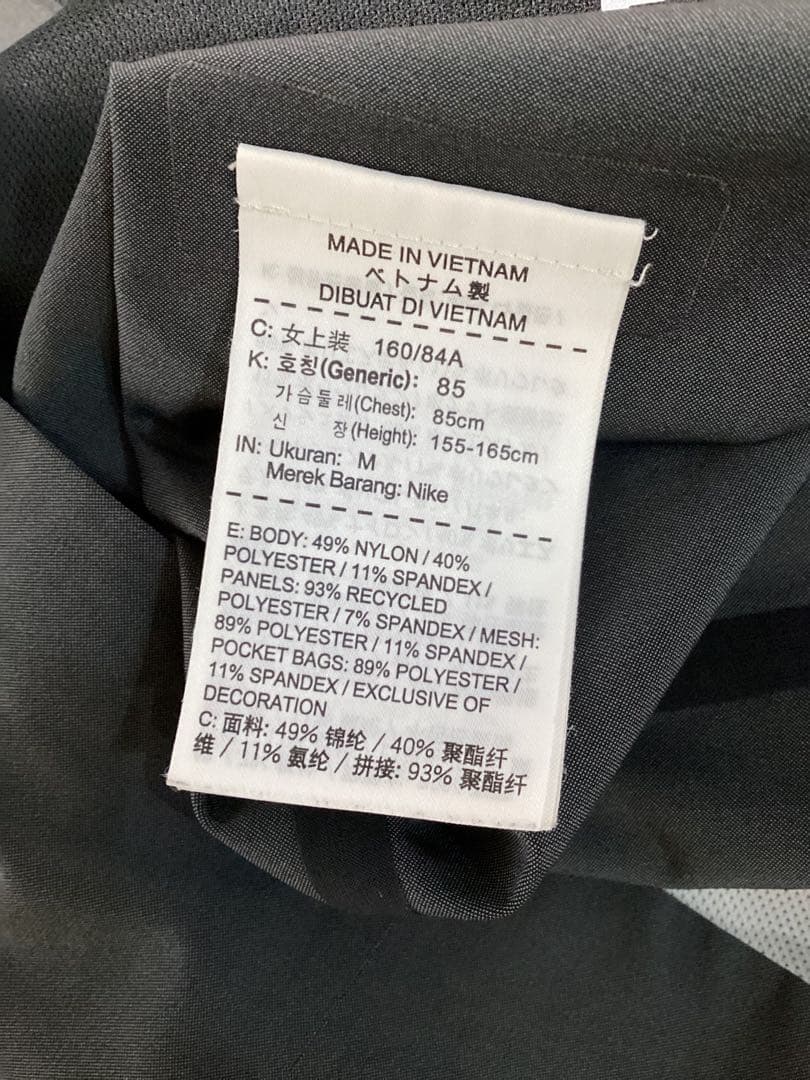 MADE IN VIETNAM
ベトナム製
DIBUAT DI VIETNAM
C: 女上装 160/84A
K: 호칭(Generic): 85
가슴둘레(Chest): 85cm
신 장(Height): 155-165cm
IN: Ukuran: M
Merek Barang: Nike
E: BODY: 49% NYLON / 40%
POLYESTER / 11% SPANDEX /
PANELS: 93% RECYCLED
POLYESTER / 7% SPANDEX / MESH:
89% POLYESTER / 11% SPANDEX /
POCKET BAGS: 89% POLYESTER /
11% SPANDEX / EXCLUSIVE OF
DECORATION
C: 面料: 49% 锦纶 / 40% 聚酯纤
维 / 11% 氨纶 / 拼接: 93% 聚酯纤